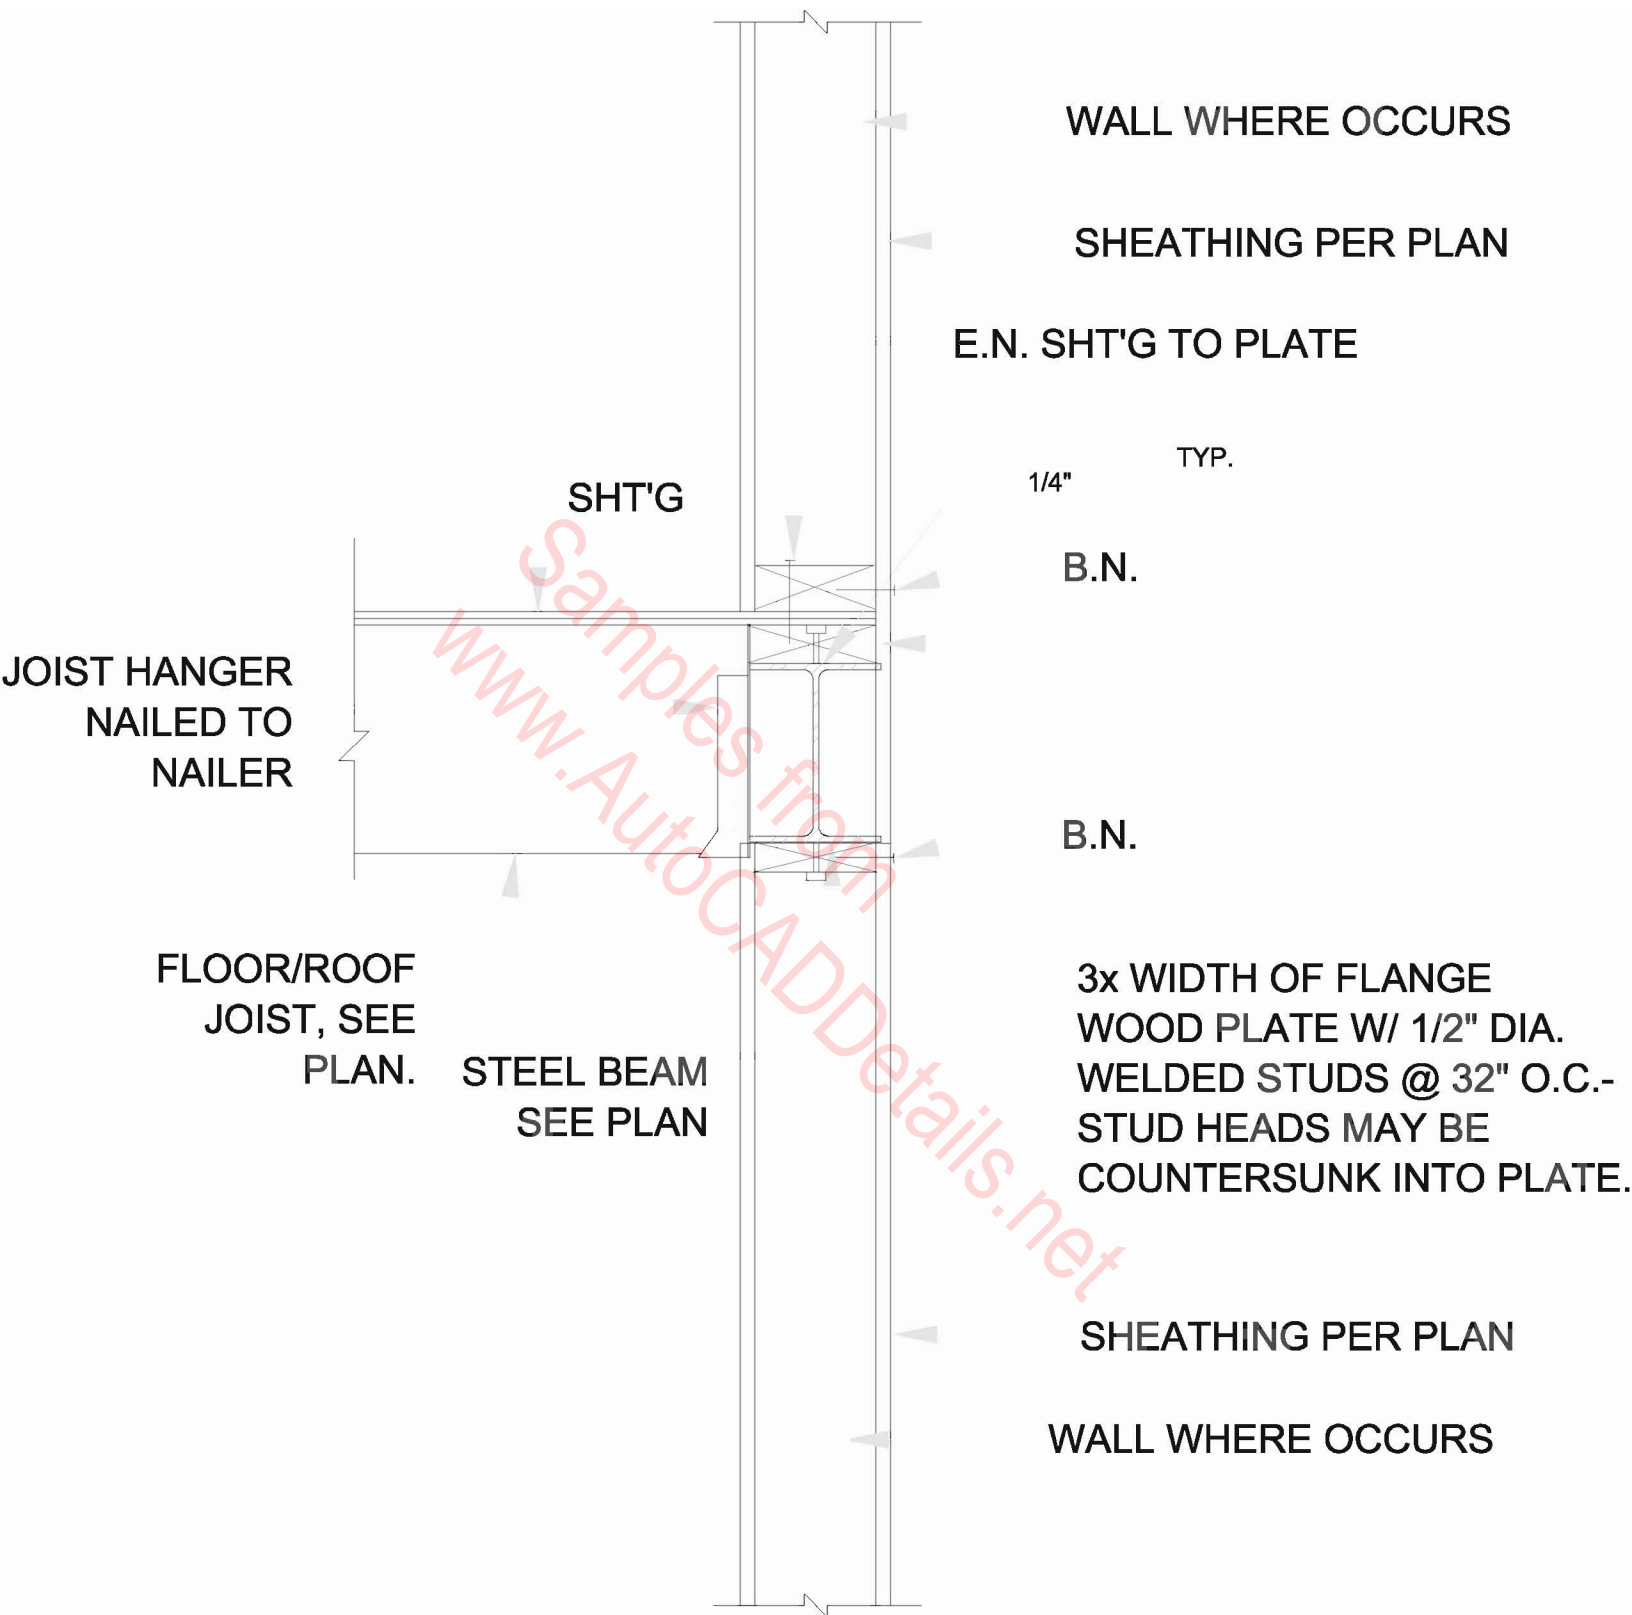 WALL WHERE OCCURS
SHEATHING PER PLAN
E.N. SHT'G TO PLATE
TYP.
1/4"
SHT'G
B.N.
JOIST HANGER
NAILED TO
NAILER
B.N.
FLOOR/ROOF
JOIST, SEE
PLAN.
STEEL BEAM
SEE PLAN
3x WIDTH OF FLANGE
WOOD PLATE W/ 1/2" DIA.
WELDED STUDS @ 32" O.C.-
STUD HEADS MAY BE
COUNTERSUNK INTO PLATE.
SHEATHING PER PLAN
WALL WHERE OCCURS
Samples from
www.AutoCADDetails.net